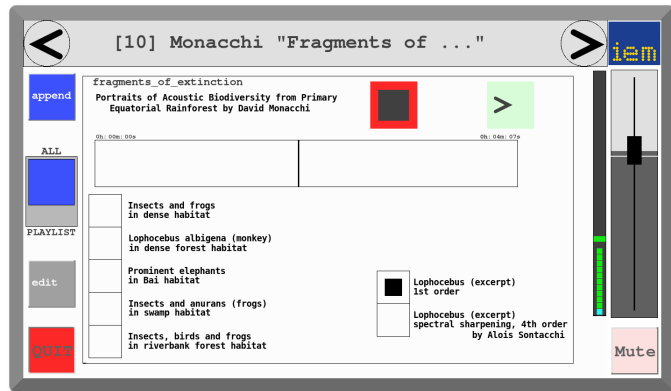 [10] Monacchi "Fragments of ..."
iem
append
fragments_of_extinction
Portraits of Acoustic Biodiversity from Primary
Equatorial Rainforest by David Monacchi
>
0h: 00m: 00s
0h: 04m: 07s
ALL
PLAYLIST
Insects and frogs
in dense habitat
Lophocebus albigena (monkey)
in dense forest habitat
Prominent elephants
in Bai habitat
edit
Insects and anurans (frogs)
in swamp habitat
Insects, birds and frogs
in riverbank forest habitat
Lophocebus (excerpt)
1st order
Lophocebus (excerpt)
spectral sharpening, 4th order
by Alois Sontacchi
QUIT
Mute